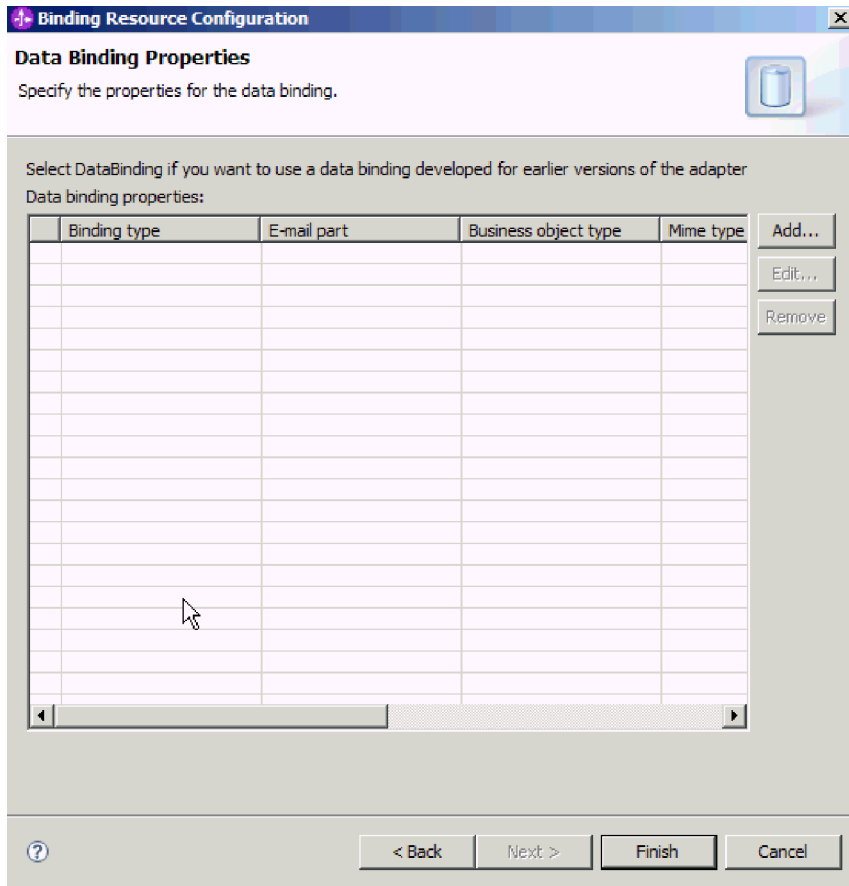 Binding Resource Configuration
Data Binding Properties
Specify the properties for the data binding.
Select DataBinding if you want to use a data binding developed for earlier versions of the adapter
Data binding properties:
Binding type E-mail part Business object type Mime type Add...
Edit...
Remove
? < Back Next > Finish Cancel